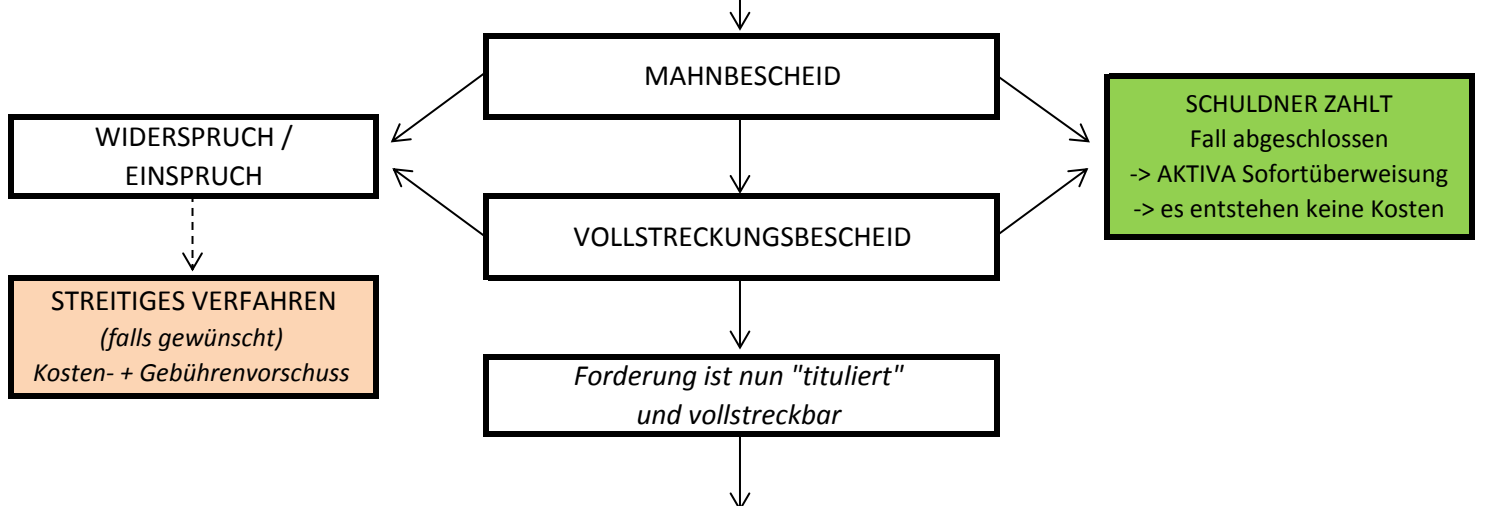 MAHNBESCHEID
WIDERSPRUCH /
EINSPRUCH
SCHULDNER ZAHLT
Fall abgeschlossen
-> AKTIVA Sofortüberweisung
-> es entstehen keine Kosten
VOLLSTRECKUNGSBESCHEID
STREITIGES VERFAHREN
(falls gewünscht)
Kosten- + Gebührenvorschuss
Forderung ist nun "tituliert"
und vollstreckbar